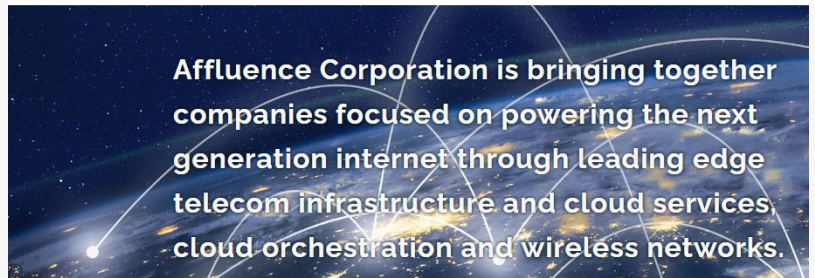 Affluence Corporation is bringing together
companies focused on powering the next
generation internet through leading edge
telecom infrastructure and cloud services,
cloud orchestration and wireless networks.